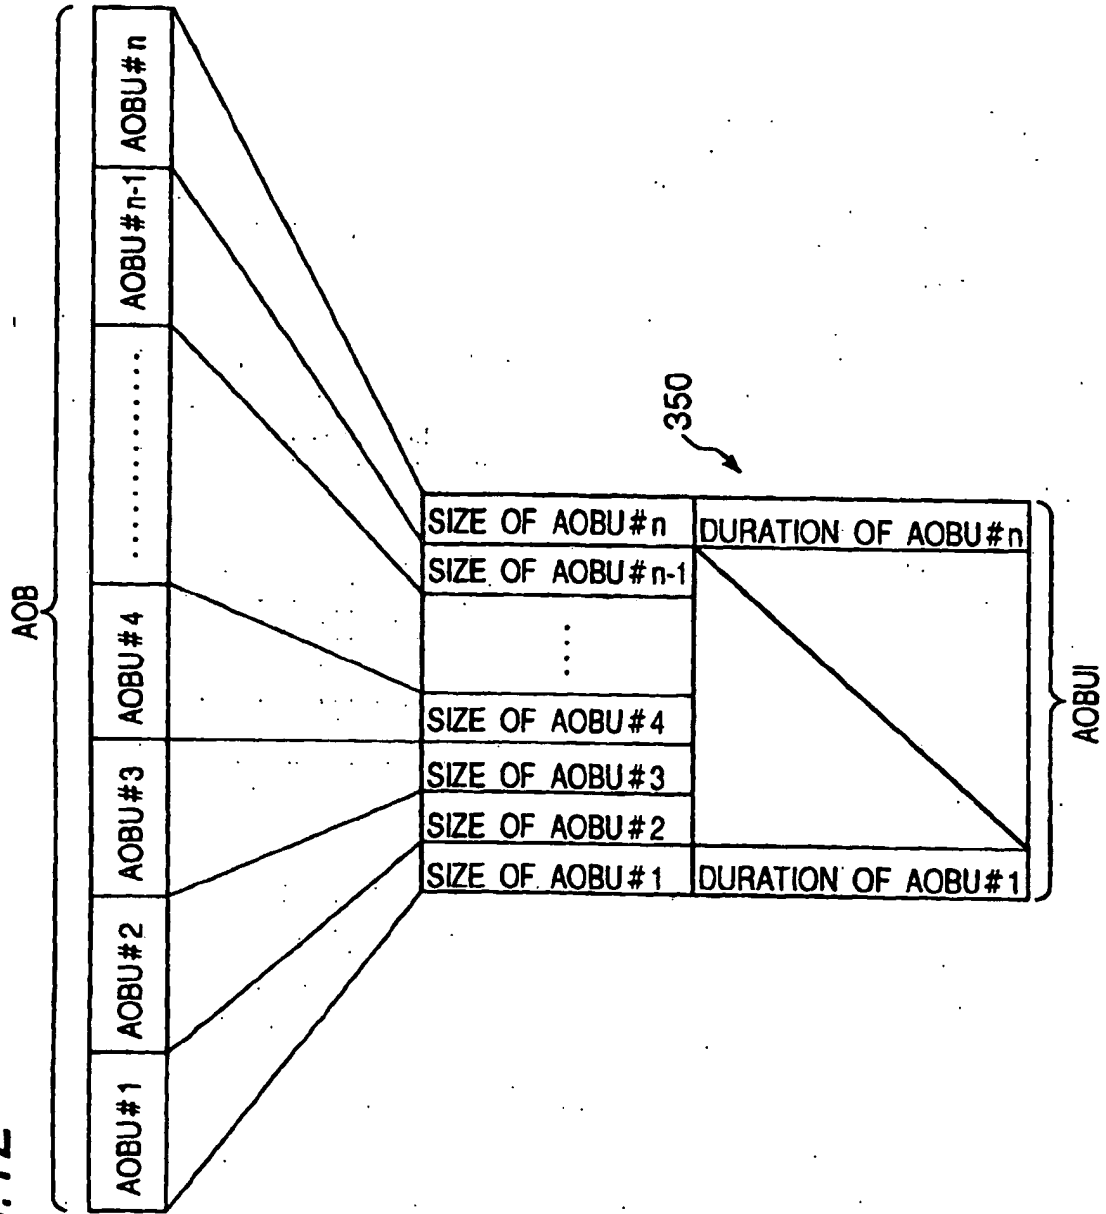 AOB
AOBU#1 AOBU#2 AOBU#3 AOBU#4 ............ AOBU#n-1 AOBU#n
350
SIZE OF AOBU#1 DURATION OF AOBU#1
SIZE OF AOBU#2
SIZE OF AOBU#3
SIZE OF AOBU#4
....
SIZE OF AOBU#n-1
SIZE OF AOBU#n DURATION OF AOBU#n
AOBUI